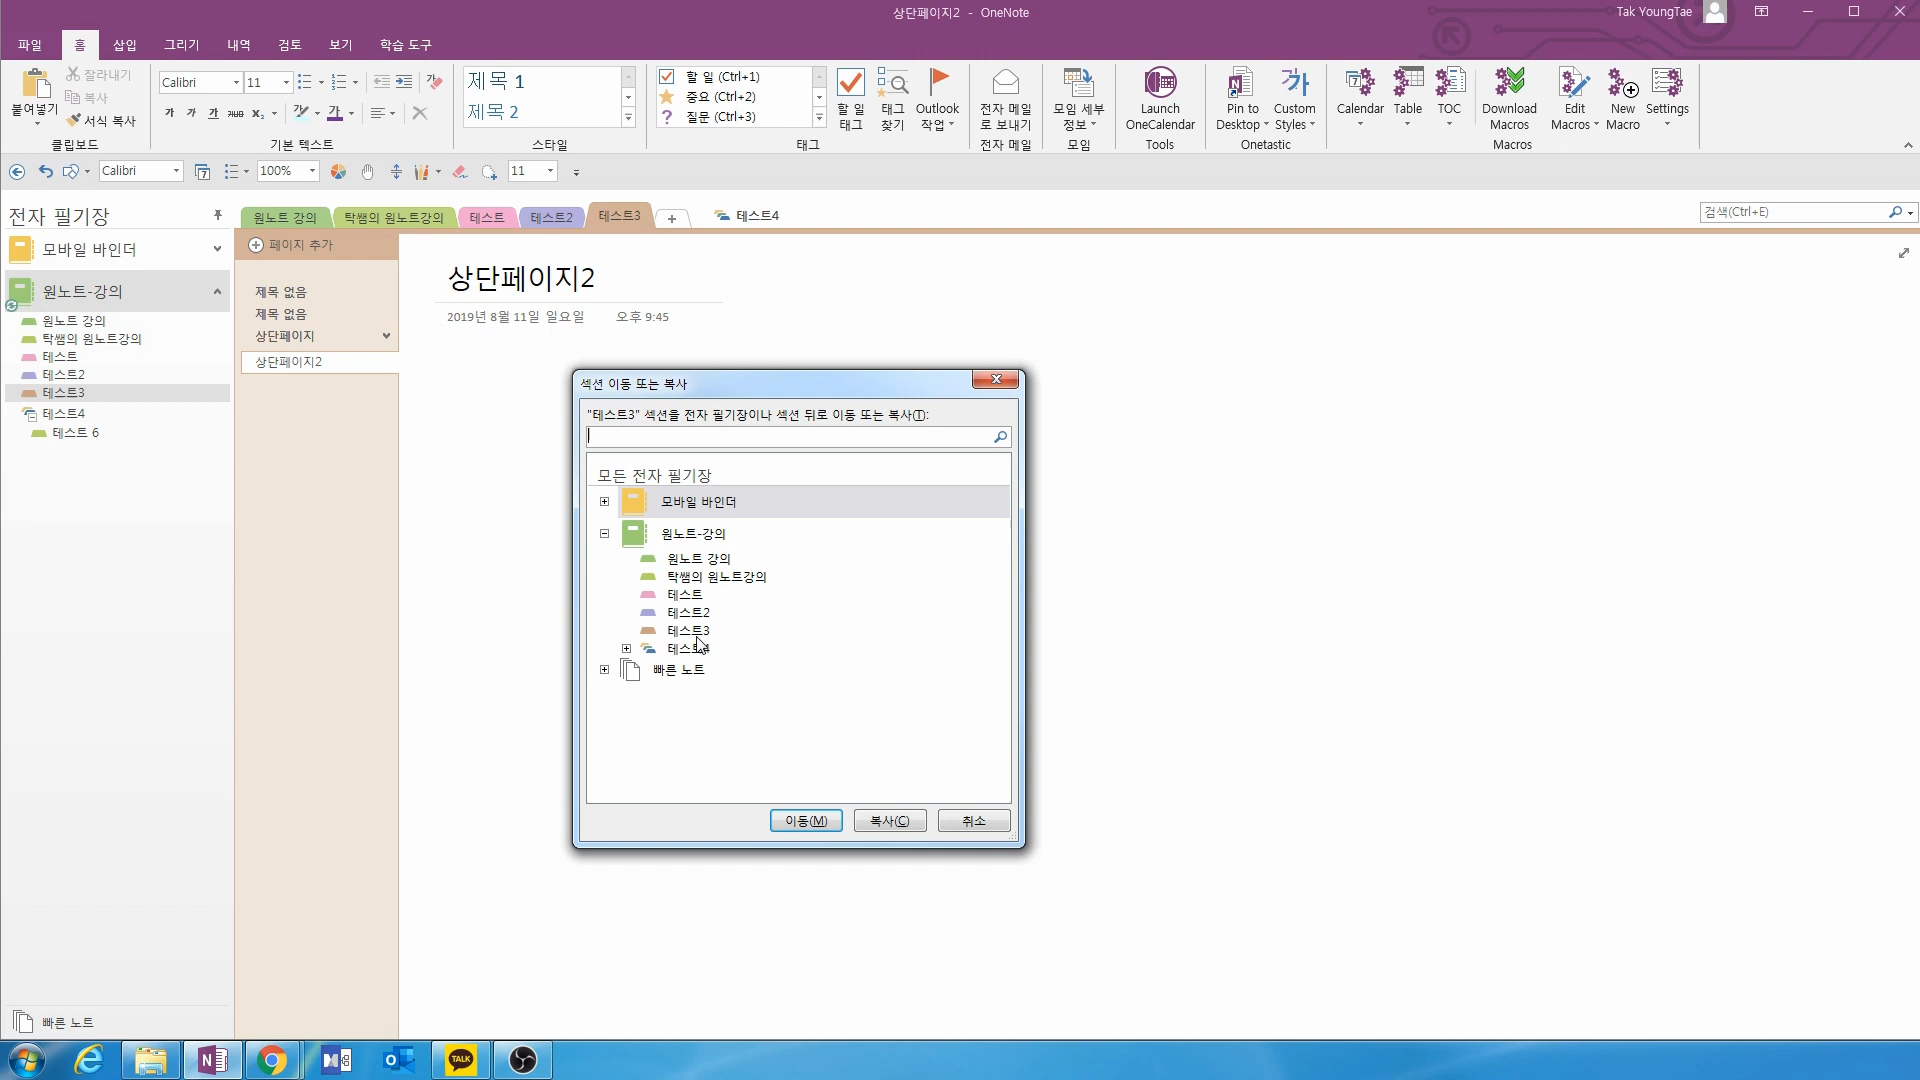 상단페이지2 - OneNote
Tak YoungTae
파일 홈 삽입 그리기 내역 검토 보기 학습 도구
붙여넣기
잘라내기
복사
서식 복사
클립보드
Calibri 11
가 가 가 abc X₂ 가
기본 텍스트
제목 1
제목 2
스타일
할 일 (Ctrl+1)
중요 (Ctrl+2)
질문 (Ctrl+3)
할 일
태그
태그
찾기
태그
Outlook
작업
전자 메일
로 보내기
전자 메일
모임 세부
정보
모임
Launch
OneCalendar
Tools
Pin to
Desktop
Custom
Styles
Onetastic
Calendar
Table
TOC
Download
Macros
Edit
Macros
New
Macro
Settings
Macros
Calibri 100% 11
전자 필기장
모바일 바인더
원노트-강의
원노트 강의
탁쌤의 원노트강의
테스트
테스트2
테스트3
테스트4
테스트 6
빠른 노트
원노트 강의 탁쌤의 원노트강의 테스트 테스트2 테스트3 테스트4
검색(Ctrl+E)
페이지 추가
제목 없음
제목 없음
상단페이지
상단페이지2
상단페이지2
2019년 8월 11일 일요일 오후 9:45
섹션 이동 또는 복사
"테스트3" 섹션을 전자 필기장이나 섹션 뒤로 이동 또는 복사(T):
모든 전자 필기장
모바일 바인더
원노트-강의
원노트 강의
탁쌤의 원노트강의
테스트
테스트2
테스트3
테스트4
빠른 노트
이동(M) 복사(C) 취소
TALK